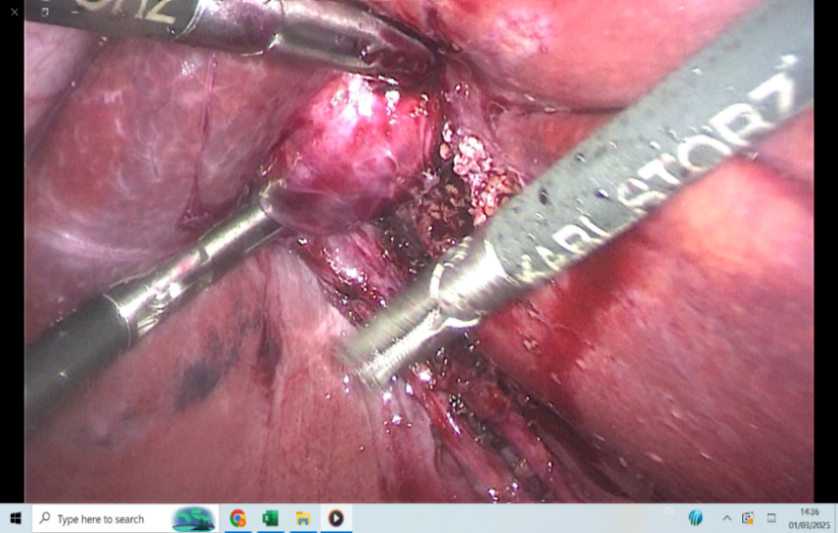 KARL STORZ
Type here to search
14:36
01/03/2025